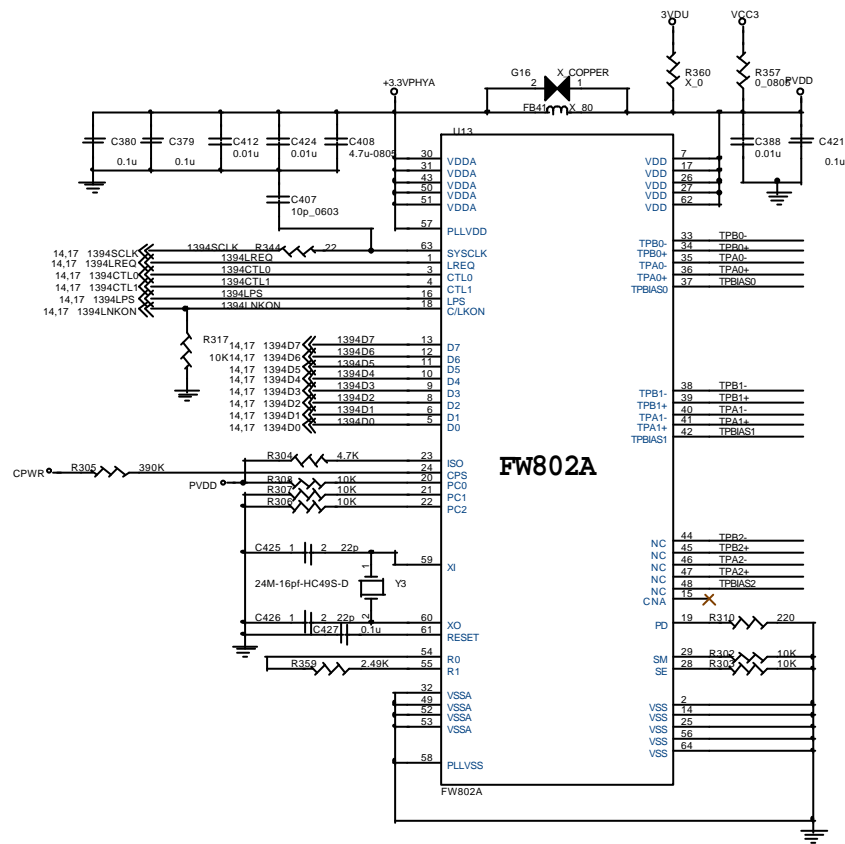 3VDU
VCC3
G16
X_COPPER
2
1
R360
X_0
R357
0_0805
PVDD
+3.3VPHYA
FB41
X_80
U13
C380
0.1u
C379
0.1u
C412
0.01u
C424
0.01u
C408
4.7u-0805
C388
0.01u
C421
0.1u
C407
10p_0603
30
VDDA
31
VDDA
43
VDDA
50
VDDA
51
VDDA
57
PLLVDD
7
VDD
17
VDD
26
VDD
27
VDD
62
VDD
14,17 1394SCLK
1394SCLK
R344
22
63
SYSCLK
14,17 1394LREQ
1394LREQ
1
LREQ
14,17 1394CTL0
1394CTL0
3
CTL0
14,17 1394CTL1
1394CTL1
4
CTL1
14,17 1394LPS
1394LPS
16
LPS
14,17 1394LNKON
1394LNKON
18
C/LKON
TPB0-
33
TPB0-
TPB0+
34
TPB0+
TPA0-
35
TPA0-
TPA0+
36
TPA0+
TPBIAS0
37
TPBIAS0
R317
10K
14,17 1394D7
1394D7
13
D7
14,17 1394D6
1394D6
12
D6
14,17 1394D5
1394D5
11
D5
14,17 1394D4
1394D4
10
D4
14,17 1394D3
1394D3
9
D3
14,17 1394D2
1394D2
8
D2
14,17 1394D1
1394D1
6
D1
14,17 1394D0
1394D0
5
D0
TPB1-
38
TPB1-
TPB1+
39
TPB1+
TPA1-
40
TPA1-
TPA1+
41
TPA1+
TPBIAS1
42
TPBIAS1
FW802A
R304
4.7K
23
ISO
CPWR
R305
390K
24
CPS
PVDD
R308
10K
20
PC0
R307
10K
21
PC1
R306
10K
22
PC2
NC
44
TPB2-
NC
45
TPB2+
NC
46
TPA2-
NC
47
TPA2+
NC
48
TPBIAS2
CNA
15
C425
1
2
22p
59
XI
24M-16pf-HC49S-D
1
2
Y3
C426
1
2
22p
60
XO
C427
0.1u
61
RESET
PD
19
R310
220
54
R0
R359
2.49K
55
R1
SM
29
R302
10K
SE
28
R303
10K
32
VSSA
49
VSSA
52
VSSA
53
VSSA
58
PLLVSS
2
VSS
14
VSS
25
VSS
56
VSS
64
VSS
FW802A